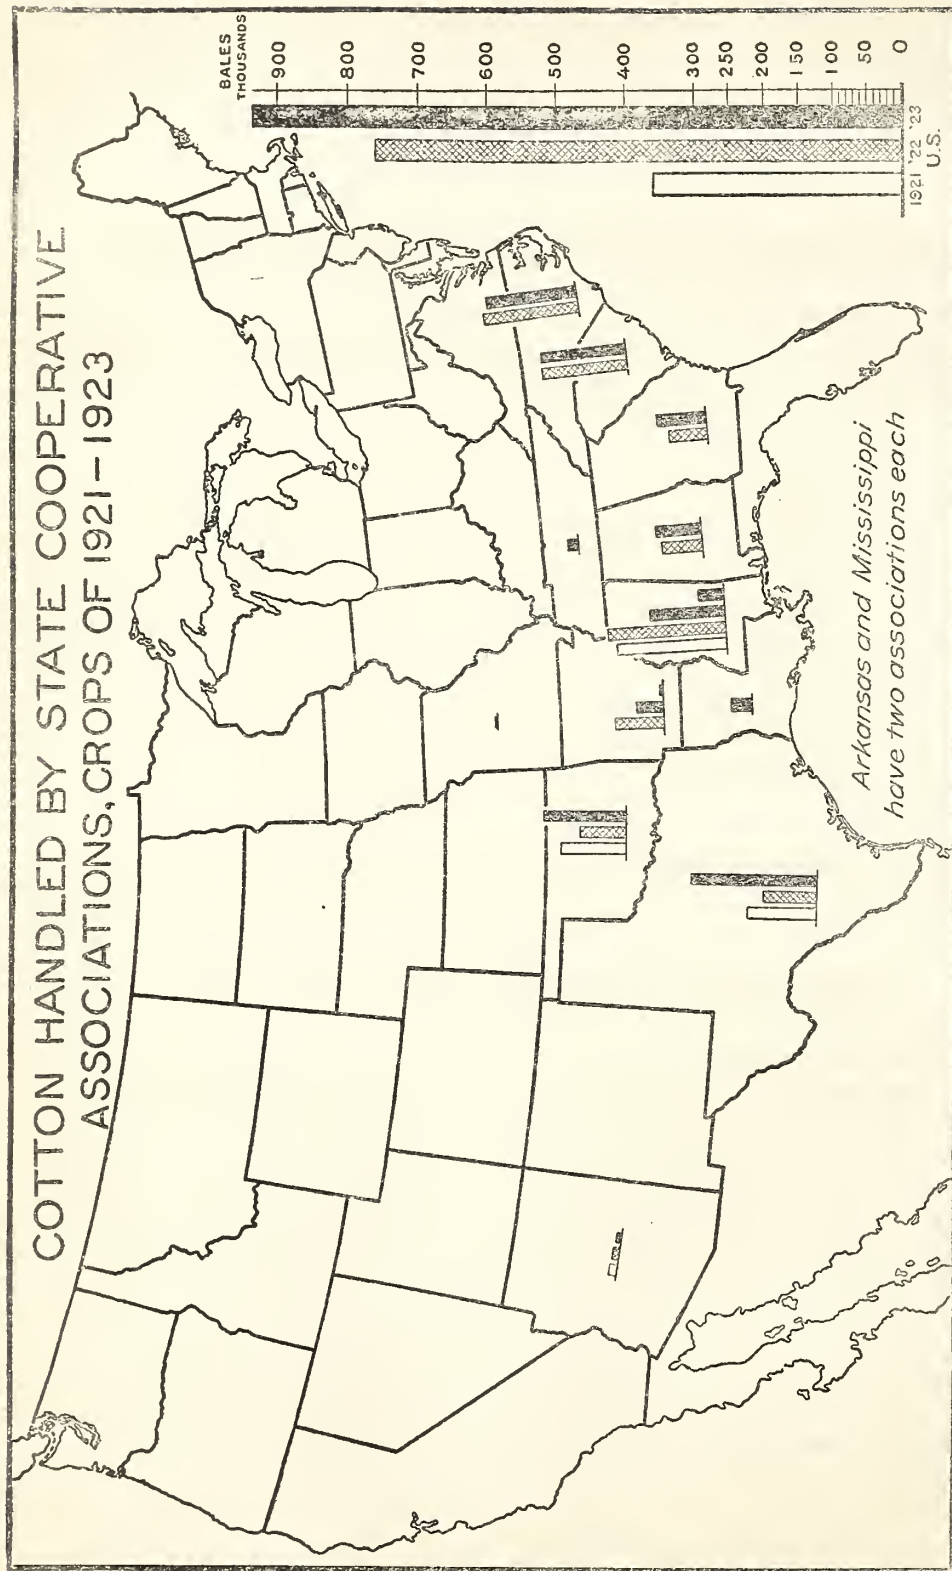 COTTON HANDLED BY STATE COOPERATIVE
ASSOCIATIONS, CROPS OF 1921-1923
BALES
THOUSANDS
900
800
700
600
500
400
300
250
200
150
100
50
0
1921 '22 '23
U.S.
Arkansas and Mississippi
have two associations each